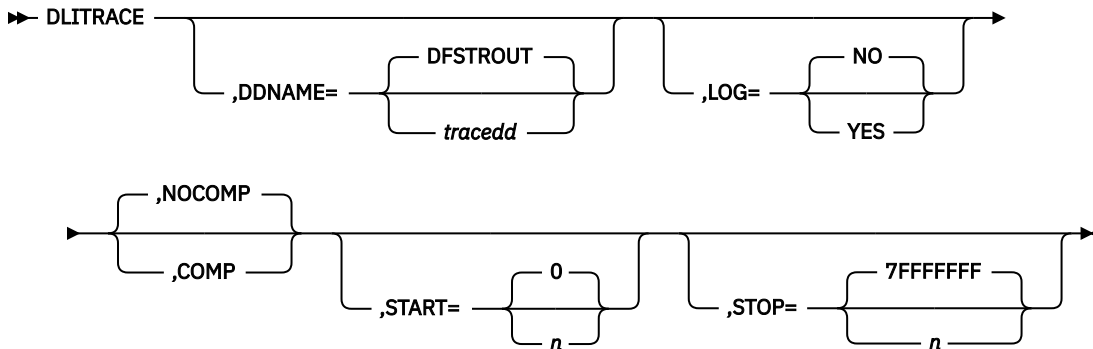 DLITRACE
DFSTROUT
,DDNAME=
tracedd
NO
,LOG=
YES
,NOCOMP
,COMP
0
,START=
n
7FFFFFFF
,STOP=
n